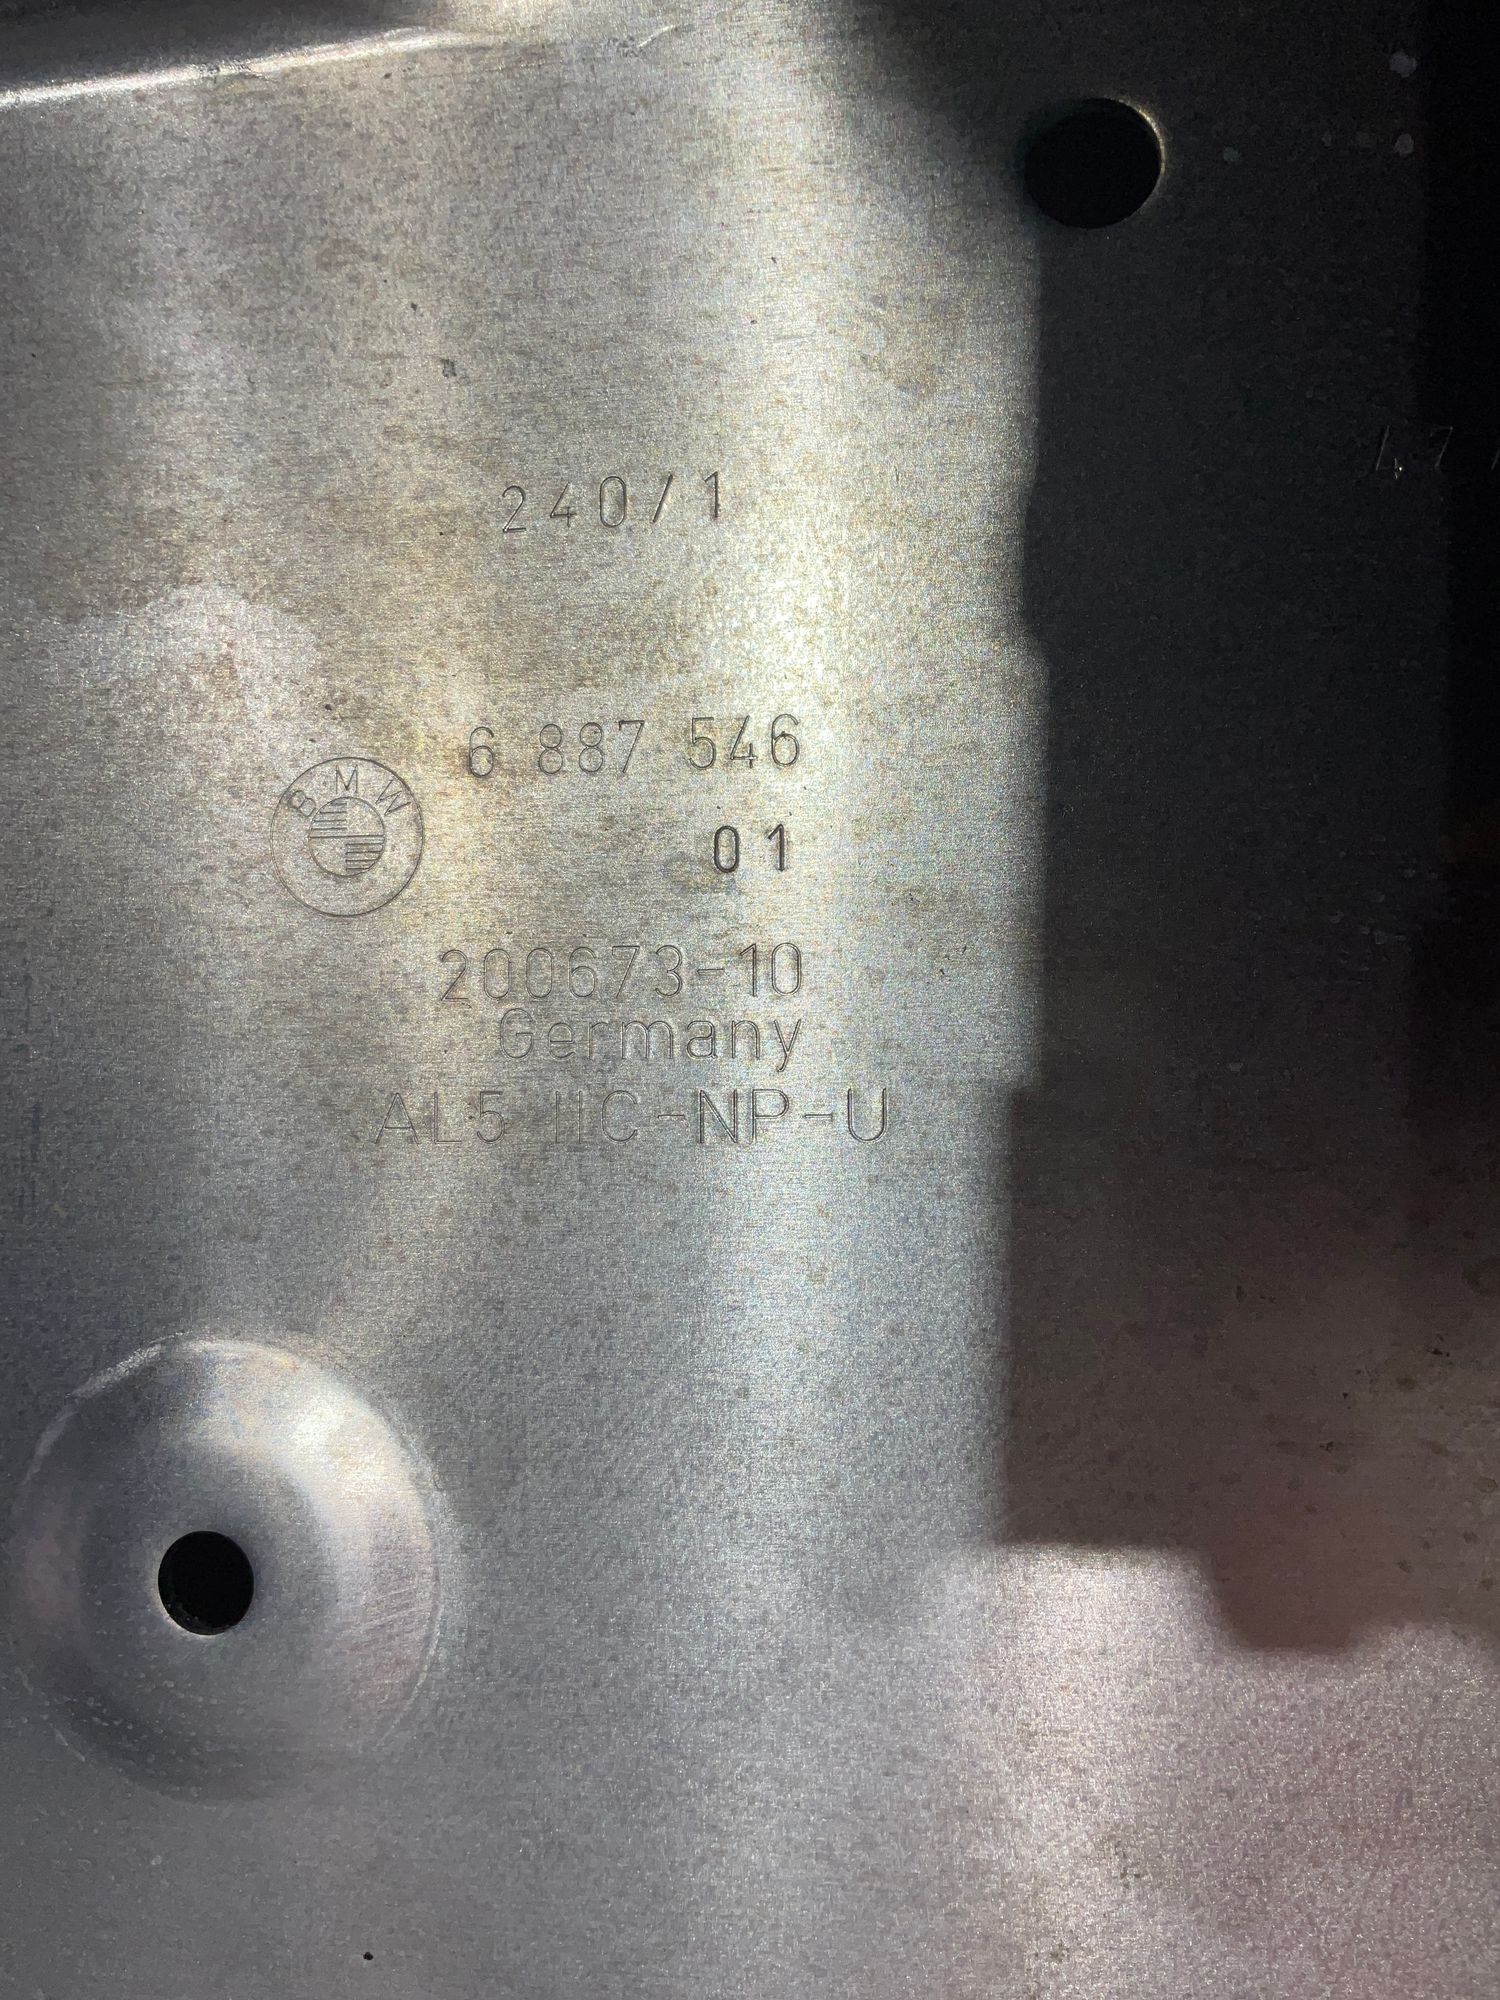 240/1
6 887 546
BMW
01
200673-10
Germany
AL5 IIC-NP-U